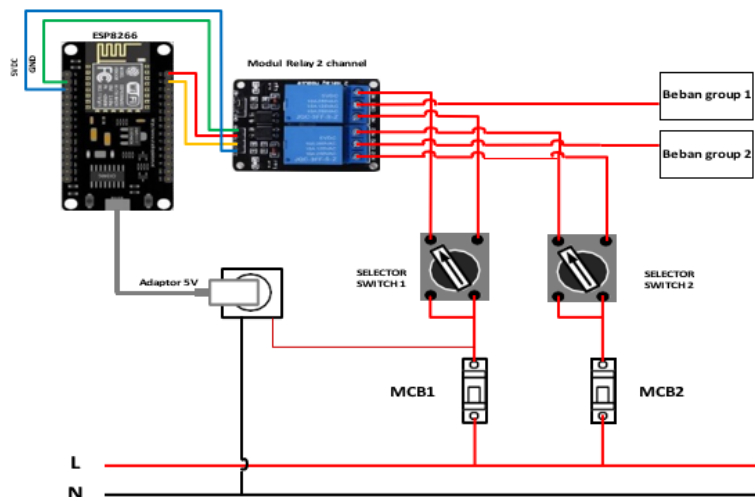 ESP8266
5VDC
GND
Modul Relay 2 channel
Beban group 1
Beban group 2
SELECTOR
SWITCH 1
SELECTOR
SWITCH 2
Adaptor 5V
MCB1
MCB2
L
N